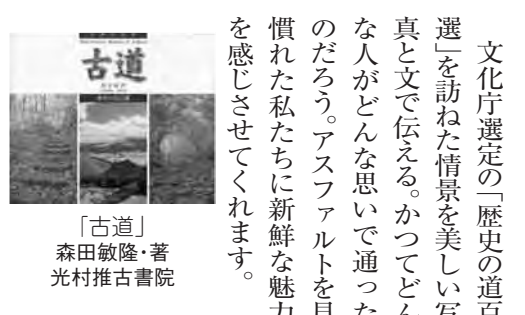 文化庁選定の「歴史の道百
選」を訪ねた情景を美しい写
真と文で伝える。かつてどん
な人がどんな思いで通った
のだろう。アスファルトを見
慣れた私たちに新鮮な魅力
を感じさせてくれます。
古道
「古道」
森田敏隆・著
光村推古書院